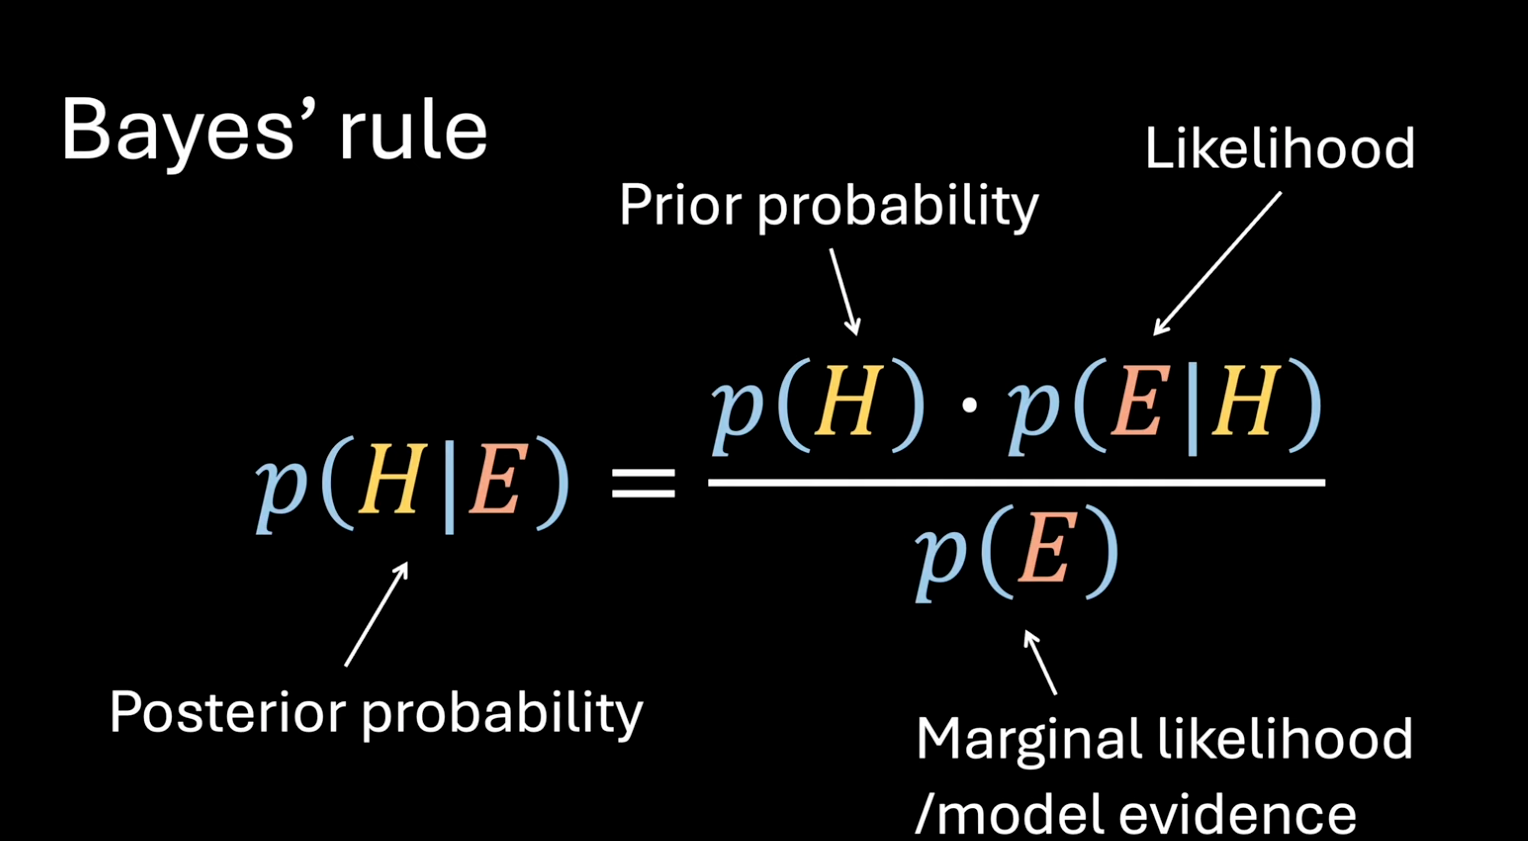 Bayes’ rule
Likelihood
Prior probability
p(H) · p(E|H)
p(H|E) =
p(E)
Posterior probability
Marginal likelihood
/model evidence